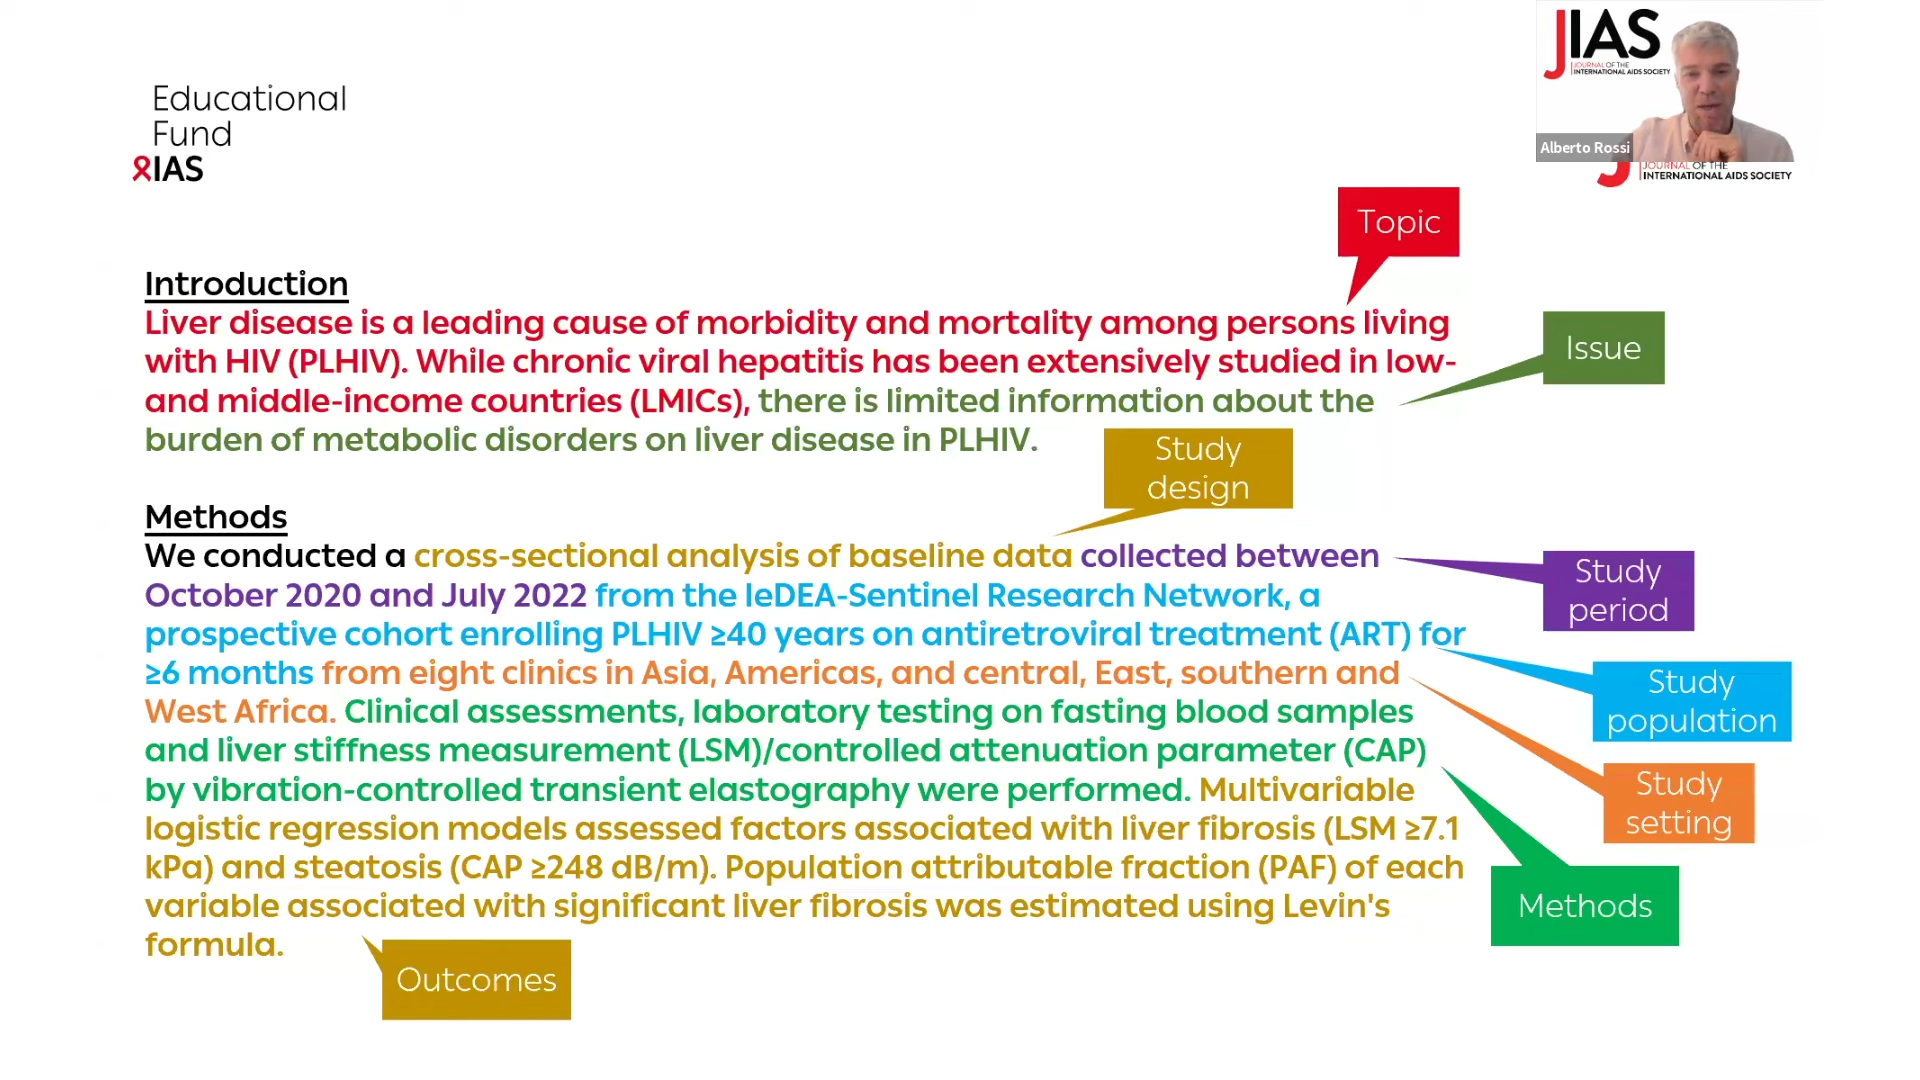 JIAS
JOURNAL OF THE
INTERNATIONAL AIDS SOCIETY
Alberto Rossi
J
JOURNAL OF THE
INTERNATIONAL AIDS SOCIETY
Educational
Fund
IAS
Topic
Introduction
Liver disease is a leading cause of morbidity and mortality among persons living
with HIV (PLHIV). While chronic viral hepatitis has been extensively studied in low-
and middle-income countries (LMICs), there is limited information about the
burden of metabolic disorders on liver disease in PLHIV.
Issue
Study
design
Methods
We conducted a cross-sectional analysis of baseline data collected between
October 2020 and July 2022 from the IeDEA-Sentinel Research Network, a
prospective cohort enrolling PLHIV ≥40 years on antiretroviral treatment (ART) for
≥6 months from eight clinics in Asia, Americas, and central, East, southern and
West Africa. Clinical assessments, laboratory testing on fasting blood samples
and liver stiffness measurement (LSM)/controlled attenuation parameter (CAP)
by vibration-controlled transient elastography were performed. Multivariable
logistic regression models assessed factors associated with liver fibrosis (LSM ≥7.1
kPa) and steatosis (CAP ≥248 dB/m). Population attributable fraction (PAF) of each
variable associated with significant liver fibrosis was estimated using Levin's
formula.
Study
period
Study
population
Study
setting
Methods
Outcomes